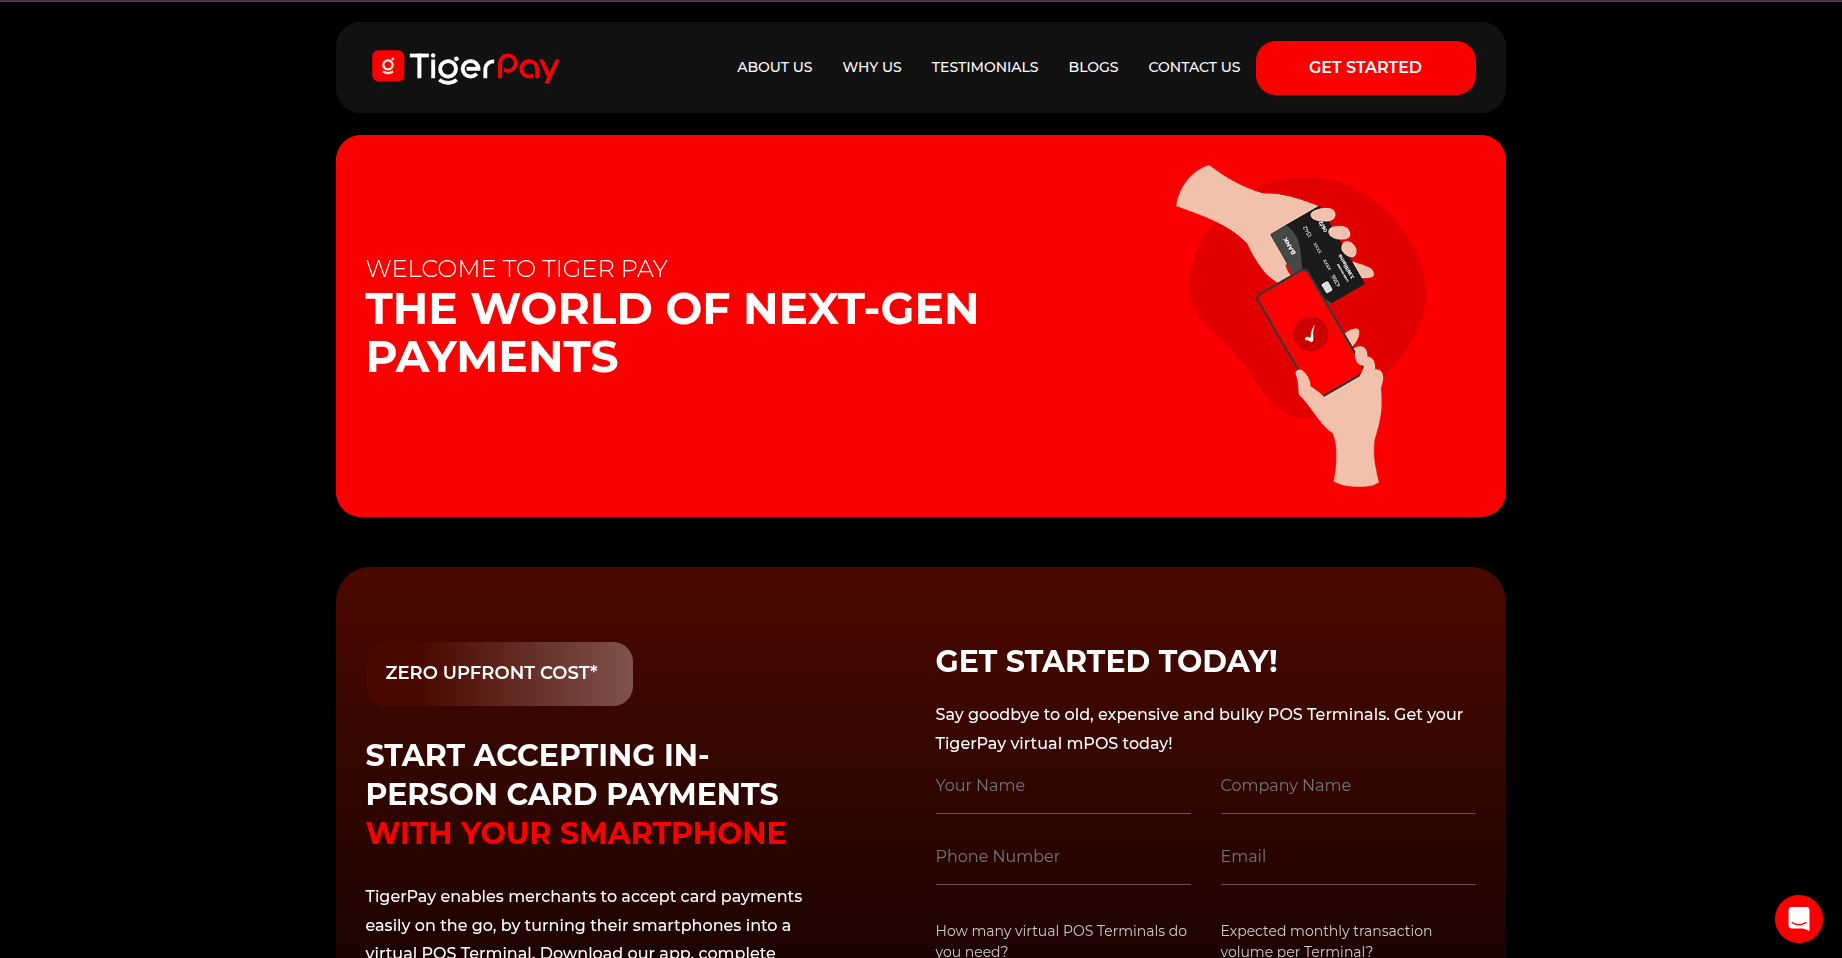 TigerPay
ABOUT US
WHY US
TESTIMONIALS
BLOGS
CONTACT US
GET STARTED
WELCOME TO TIGER PAY
THE WORLD OF NEXT-GEN
PAYMENTS
BANK
ZERO UPFRONT COST*
START ACCEPTING IN-
PERSON CARD PAYMENTS
WITH YOUR SMARTPHONE
TigerPay enables merchants to accept card payments
easily on the go, by turning their smartphones into a
virtual POS Terminal. Download our app, complete
GET STARTED TODAY!
Say goodbye to old, expensive and bulky POS Terminals. Get your
TigerPay virtual mPOS today!
Your Name
Company Name
Phone Number
Email
How many virtual POS Terminals do
you need?
Expected monthly transaction
volume per Terminal?